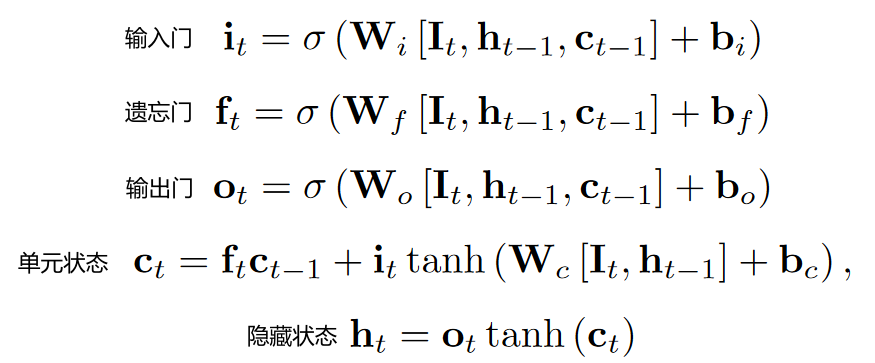 输入门 i_t = σ (W_i [I_t, h_{t−1}, c_{t−1}] + b_i)
遗忘门 f_t = σ (W_f [I_t, h_{t−1}, c_{t−1}] + b_f)
输出门 o_t = σ (W_o [I_t, h_{t−1}, c_{t−1}] + b_o)
单元状态 c_t = f_t c_{t−1} + i_t tanh (W_c [I_t, h_{t−1}] + b_c) ,
隐藏状态 h_t = o_t tanh (c_t)